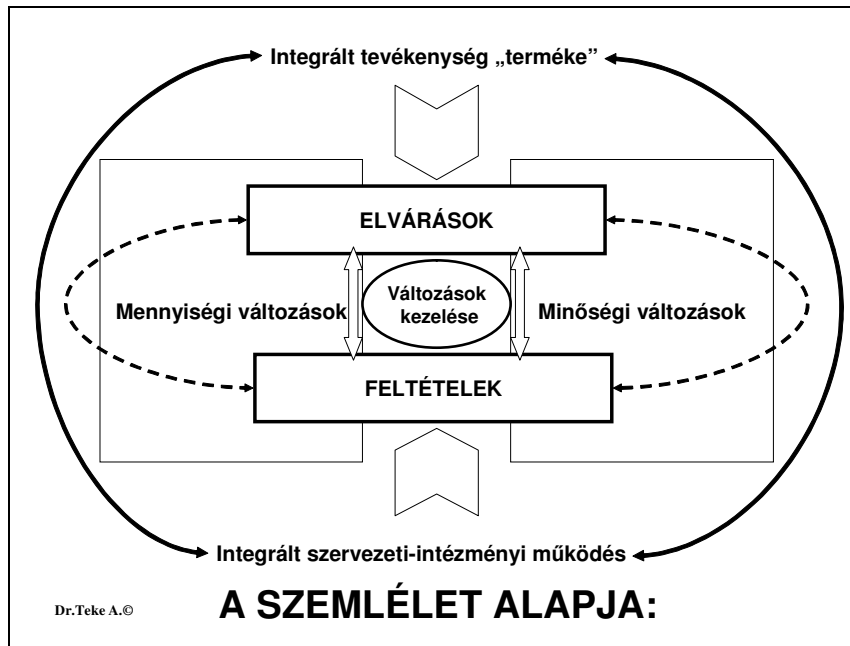 Integrált tevékenység „terméke”
ELVÁRÁSOK
Mennyiségi változások
Változások
kezelése
Minőségi változások
FELTÉTELEK
Integrált szervezeti-intézményi működés
Dr.Teke A.©
A SZEMLÉLET ALAPJA: